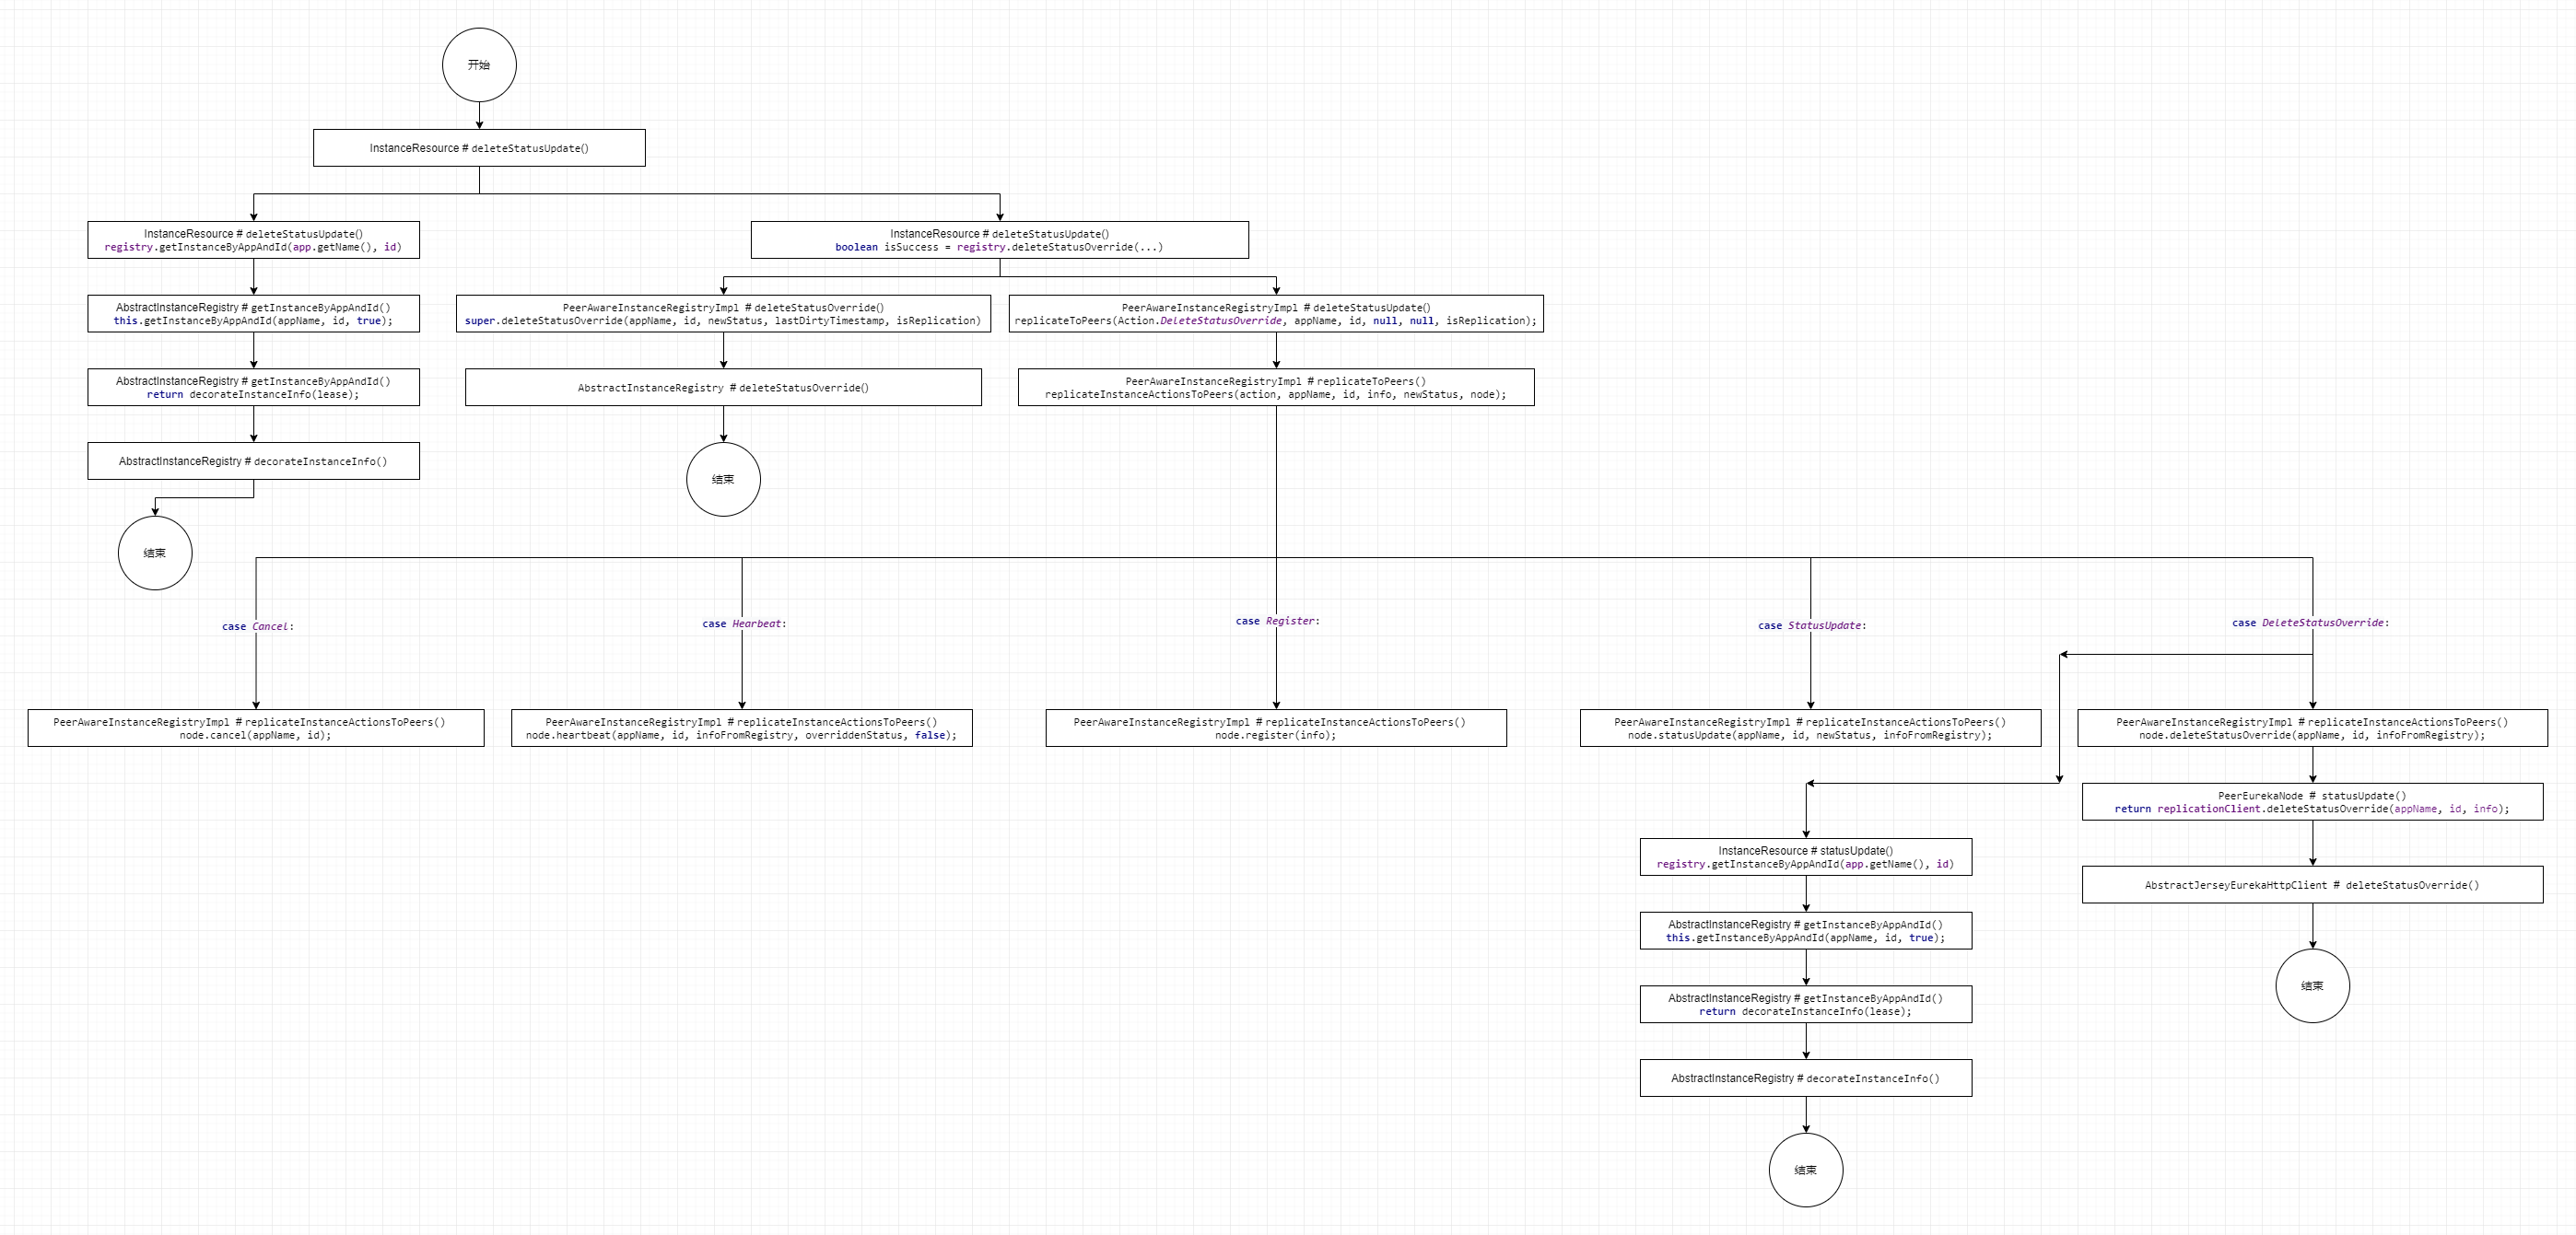 开始
InstanceResource # deleteStatusUpdate()
InstanceResource # deleteStatusUpdate()
registry.getInstanceByAppAndId(app.getName(), id)
InstanceResource # deleteStatusUpdate()
boolean isSuccess = registry.deleteStatusOverride(...)
AbstractInstanceRegistry # getInstanceByAppAndId()
this.getInstanceByAppAndId(appName, id, true);
PeerAwareInstanceRegistryImpl # deleteStatusOverride()
super.deleteStatusOverride(appName, id, newStatus, lastDirtyTimestamp, isReplication)
PeerAwareInstanceRegistryImpl # deleteStatusUpdate()
replicateToPeers(Action.DeleteStatusOverride, appName, id, null, null, isReplication);
AbstractInstanceRegistry # getInstanceByAppAndId()
return decorateInstanceInfo(lease);
AbstractInstanceRegistry # deleteStatusOverride()
PeerAwareInstanceRegistryImpl # replicateToPeers()
replicateInstanceActionsToPeers(action, appName, id, info, newStatus, node);
AbstractInstanceRegistry # decorateInstanceInfo()
结束
结束
case Cancel:
case Hearbeat:
case Register:
case StatusUpdate:
case DeleteStatusOverride:
PeerAwareInstanceRegistryImpl # replicateInstanceActionsToPeers()
node.cancel(appName, id);
PeerAwareInstanceRegistryImpl # replicateInstanceActionsToPeers()
node.heartbeat(appName, id, infoFromRegistry, overriddenStatus, false);
PeerAwareInstanceRegistryImpl # replicateInstanceActionsToPeers()
node.register(info);
PeerAwareInstanceRegistryImpl # replicateInstanceActionsToPeers()
node.statusUpdate(appName, id, newStatus, infoFromRegistry);
PeerAwareInstanceRegistryImpl # replicateInstanceActionsToPeers()
node.deleteStatusOverride(appName, id, infoFromRegistry);
PeerEurekaNode # statusUpdate()
return replicationClient.deleteStatusOverride(appName, id, info);
InstanceResource # statusUpdate()
registry.getInstanceByAppAndId(app.getName(), id)
AbstractJerseyEurekaHttpClient # deleteStatusOverride()
AbstractInstanceRegistry # getInstanceByAppAndId()
this.getInstanceByAppAndId(appName, id, true);
AbstractInstanceRegistry # getInstanceByAppAndId()
return decorateInstanceInfo(lease);
结束
AbstractInstanceRegistry # decorateInstanceInfo()
结束